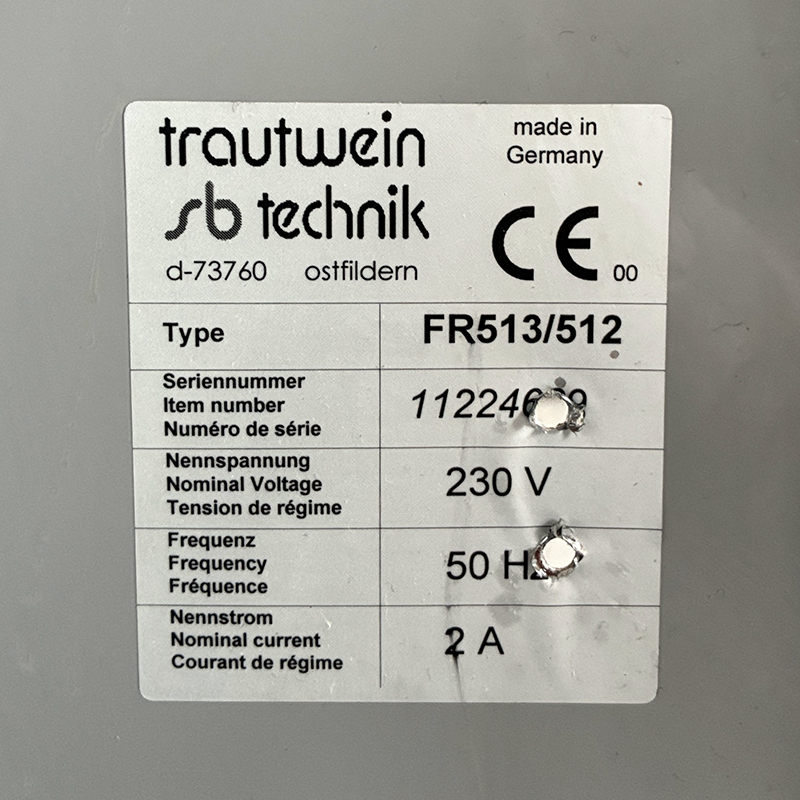 trautwein
sb technik
d-73760 ostfildern
made in
Germany
CE 00
Type FR513/512
Seriennummer
Item number
Numéro de série
Nennspannung
Nominal Voltage
Tension de régime
230 V
Frequenz
Frequency
Fréquence
50 Hz
Nennstrom
Nominal current
Courant de régime
2 A